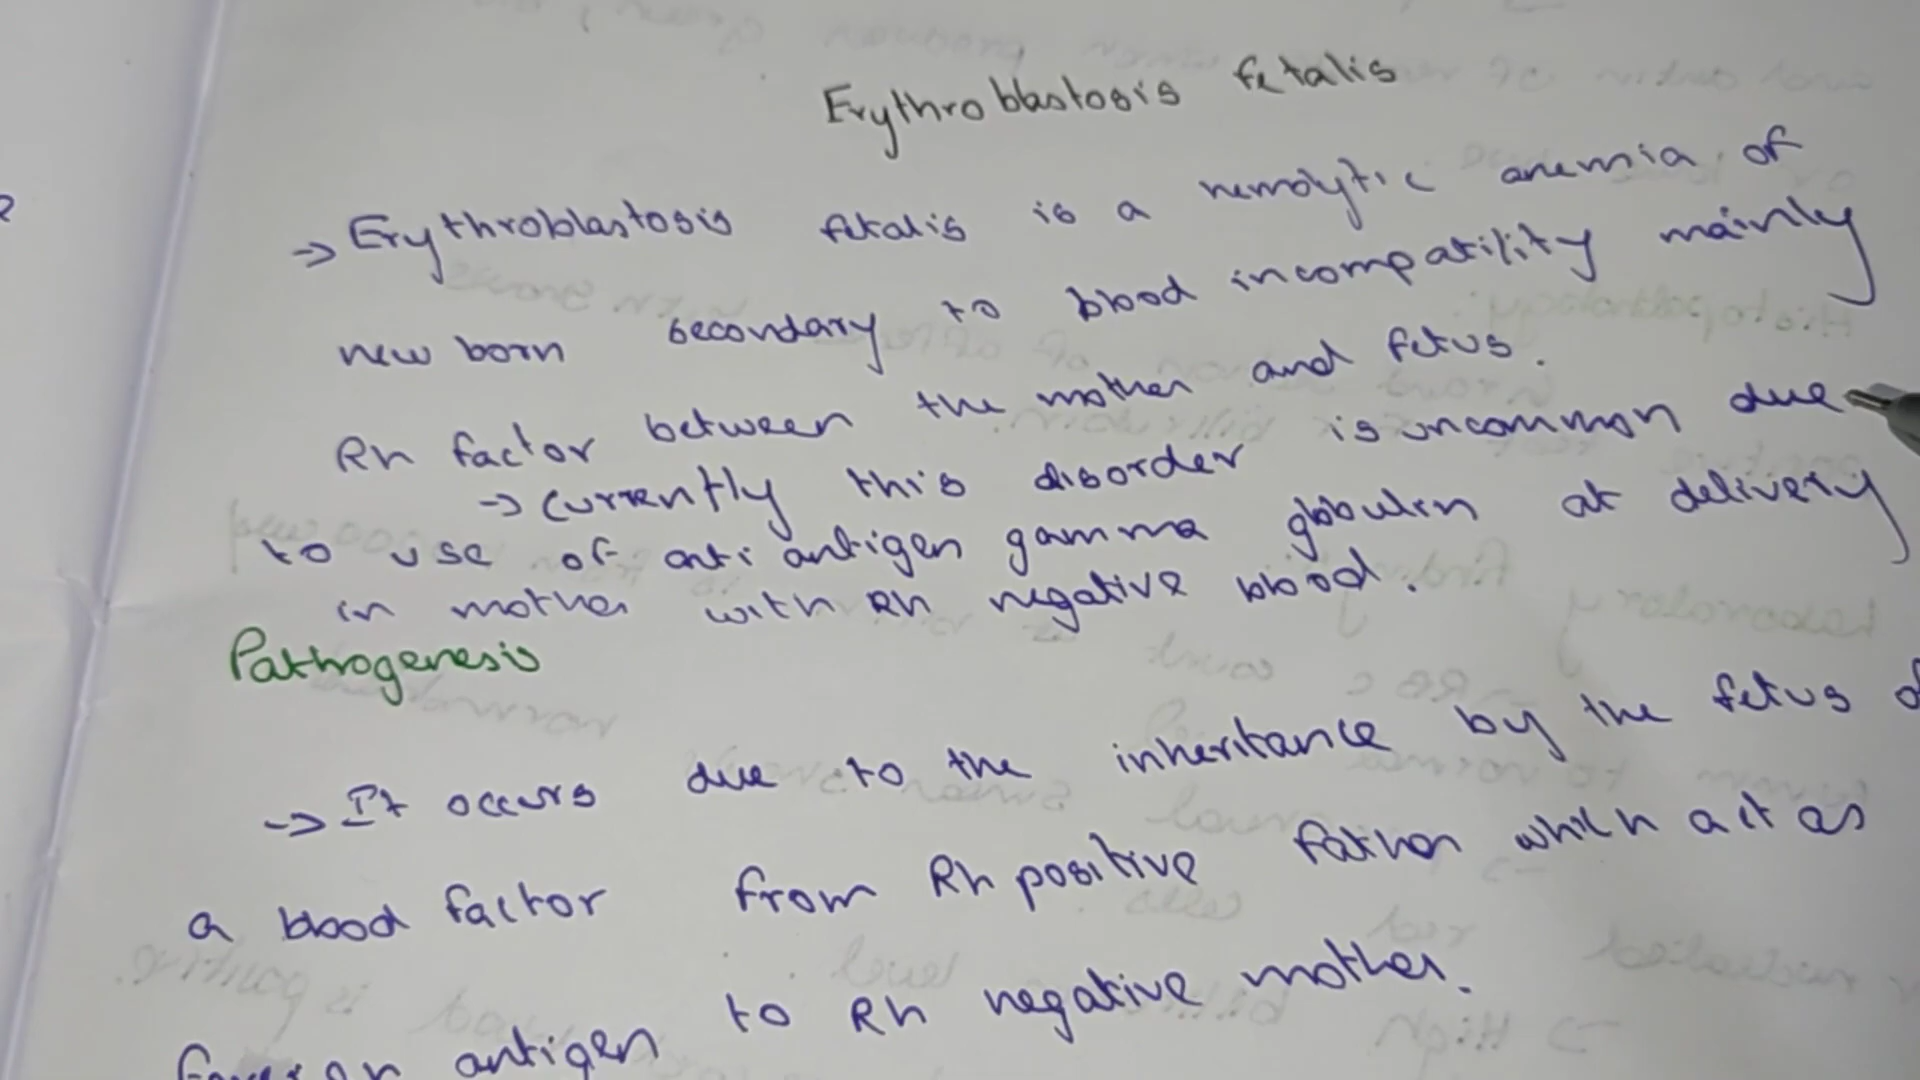 Erythroblastosis fetalis
→ Erythroblastosis fetalis is a hemolytic anemia of
new born secondary to blood incompatility mainly
Rh factor between the mother and fetus.
→ Currently this disorder is uncommon due
to use of anti antigen gamma globulin at delivery
in mother with Rh negative blood.
Pathogenesis
→ It occurs due to the inheritance by the fetus of
a blood factor from Rh positive father which act as
antigen to Rh negative mother.